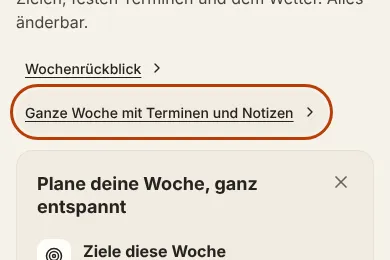 Zielen, festen Terminen und dem Wetter. Alles
änderbar.
Wochenrückblick
Ganze Woche mit Terminen und Notizen
Plane deine Woche, ganz
entspannt
Ziele diese Woche